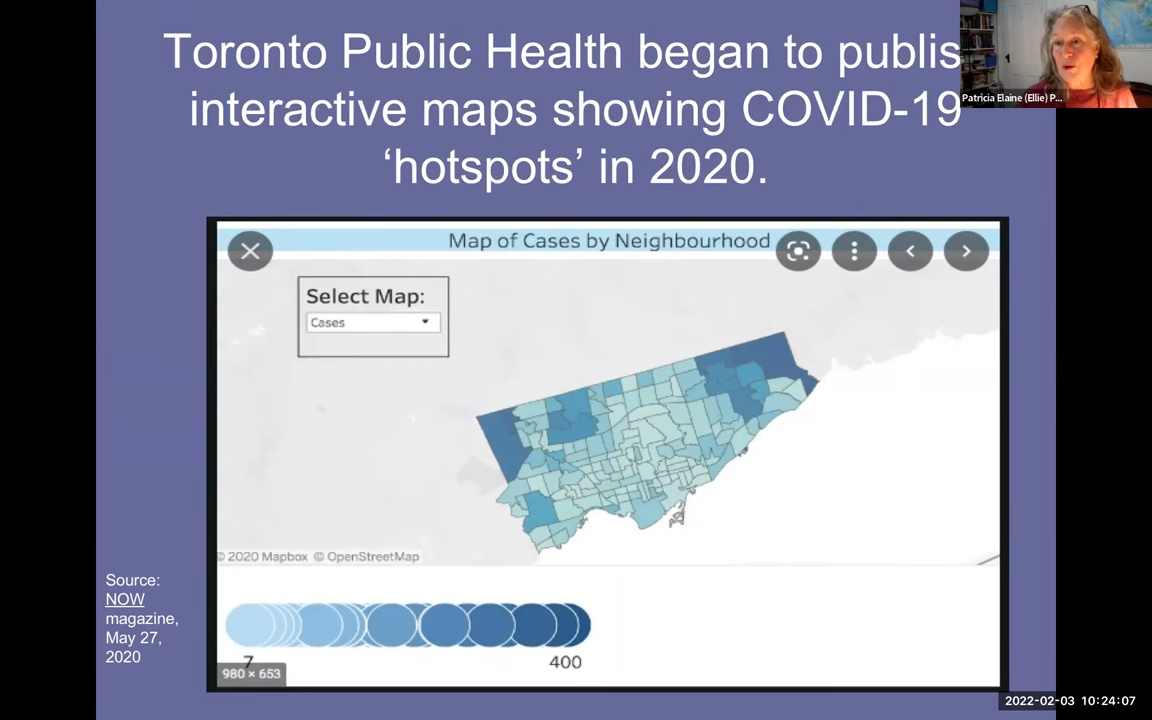 Toronto Public Health began to publis
interactive maps showing COVID-19
‘hotspots’ in 2020.
Patricia Elaine (Ellie) P...
Map of Cases by Neighbourhood
Select Map:
Cases
© 2020 Mapbox © OpenStreetMap
Source:
NOW
magazine,
May 27,
2020
7
400
980 × 653
2022-02-03 10:24:07